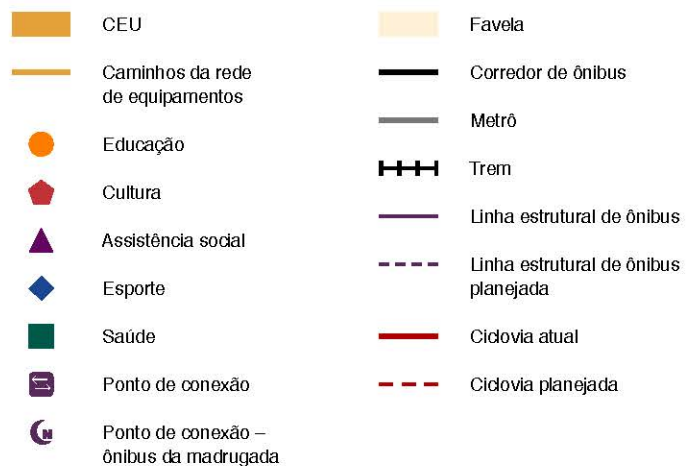 CEU
Caminhos da rede
de equipamentos
Educação
Cultura
Assistência social
Esporte
Saúde
Ponto de conexão
N
Ponto de conexão –
ônibus da madrugada
Favela
Corredor de ônibus
Metrô
Trem
Linha estrutural de ônibus
Linha estrutural de ônibus
planejada
Ciclovia atual
Ciclovia planejada